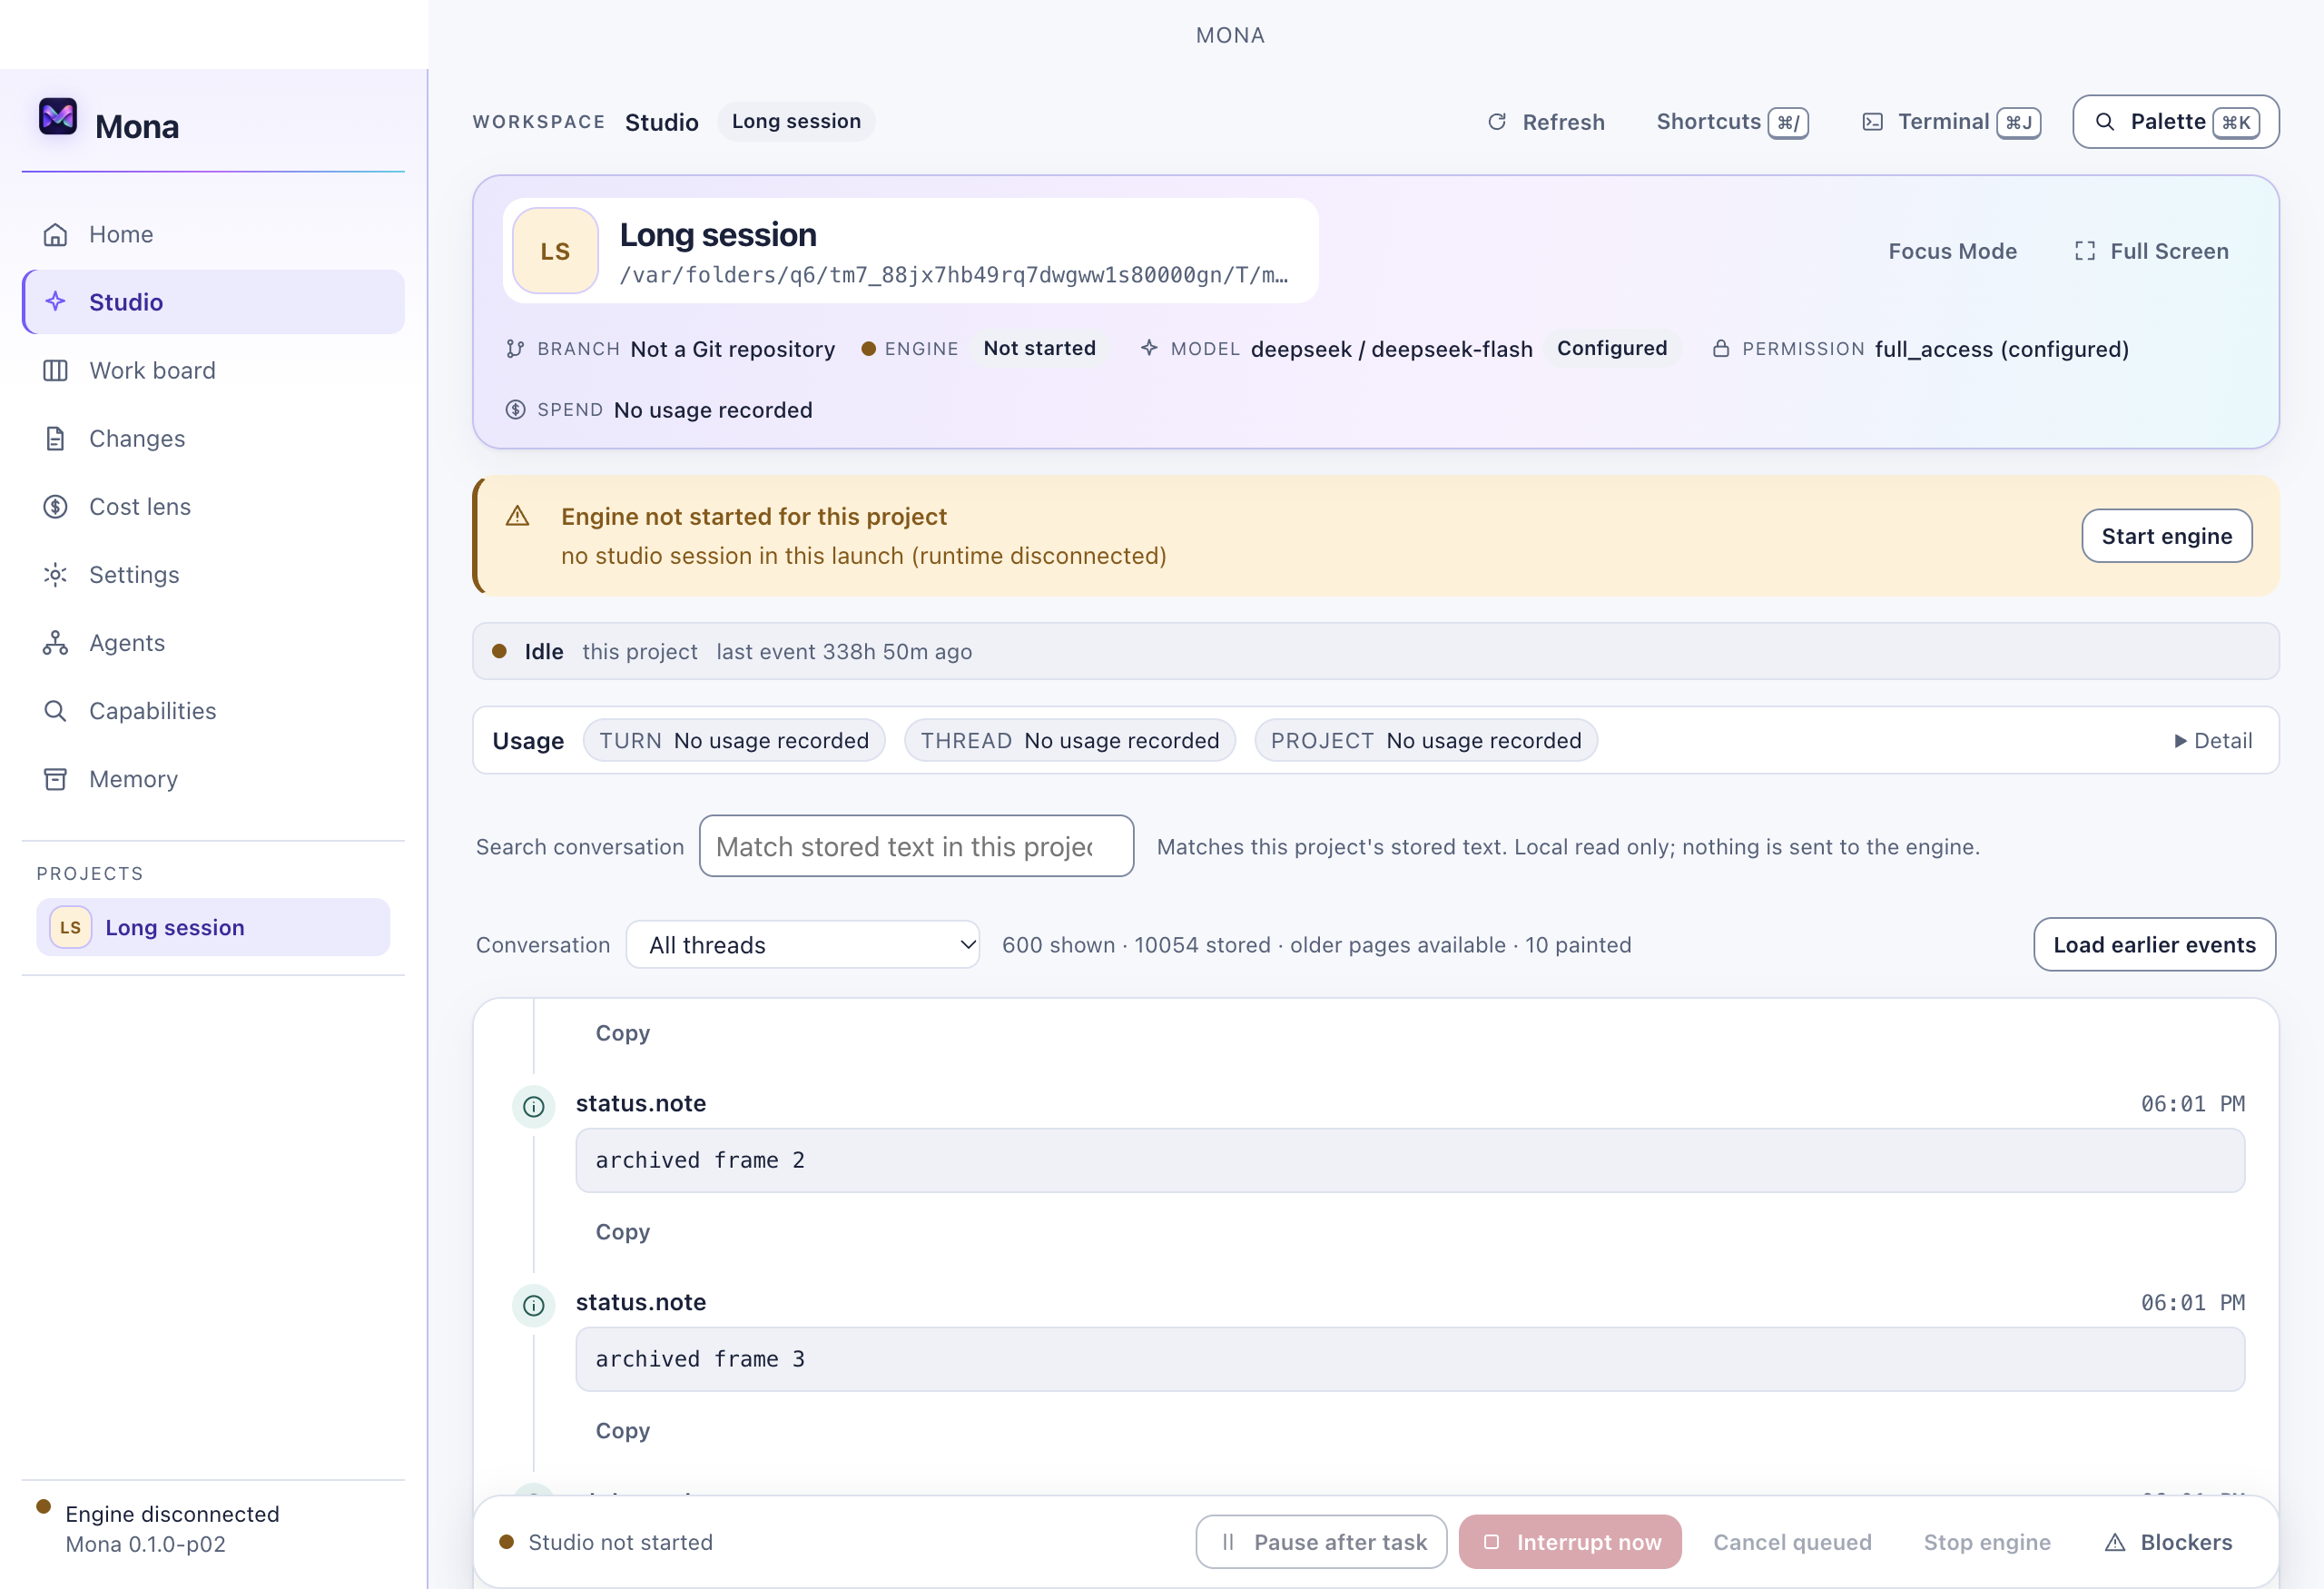 MONA
Mona
Home
Studio
Work board
Changes
Cost lens
Settings
Agents
Capabilities
Memory
PROJECTS
LS Long session
Engine disconnected
Mona 0.1.0-p02
WORKSPACE Studio Long session Refresh Shortcuts ⌘/ Terminal ⌘J Palette ⌘K
LS
Long session
/var/folders/q6/tm7_88jx7hb49rq7dwgww1s80000gn/T/m…
Focus Mode Full Screen
BRANCH Not a Git repository ENGINE Not started MODEL deepseek / deepseek-flash Configured PERMISSION full_access (configured)
SPEND No usage recorded
Engine not started for this project
no studio session in this launch (runtime disconnected)
Start engine
Idle this project last event 338h 50m ago
Usage TURN No usage recorded THREAD No usage recorded PROJECT No usage recorded Detail
Search conversation Match stored text in this projec Matches this project's stored text. Local read only; nothing is sent to the engine.
Conversation All threads 600 shown · 10054 stored · older pages available · 10 painted Load earlier events
Copy
status.note 06:01 PM
archived frame 2
Copy
status.note 06:01 PM
archived frame 3
Copy
Studio not started Pause after task Interrupt now Cancel queued Stop engine Blockers